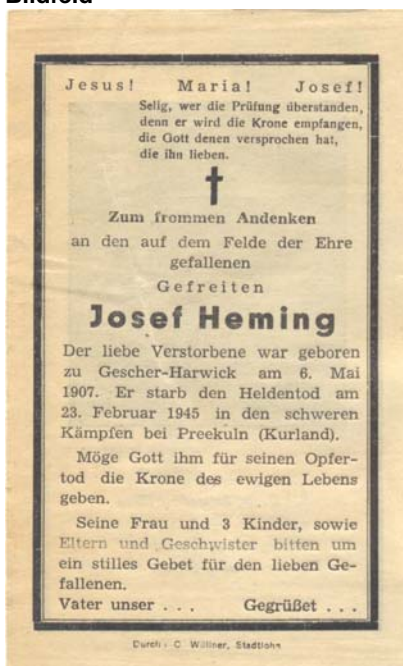 Bildfeld
Jesus! Maria! Josef!
Selig, wer die Prüfung überstanden,
denn er wird die Krone empfangen,
die Gott denen versprochen hat,
die ihn lieben.
Zum frommen Andenken
an den auf dem Felde der Ehre
gefallenen
Gefreiten
Josef Heming
Der liebe Verstorbene war geboren
zu Gescher-Harwick am 6. Mai
1907. Er starb den Heldentod am
23. Februar 1945 in den schweren
Kämpfen bei Preekuln (Kurland).
Möge Gott ihm für seinen Opfer-
tod die Krone des ewigen Lebens
geben.
Seine Frau und 3 Kinder, sowie
Eltern und Geschwister bitten um
ein stilles Gebet für den lieben Ge-
fallenen.
Vater unser . . . Gegrüßet . . .
Durch: C. Wüllner, Stadtlohn